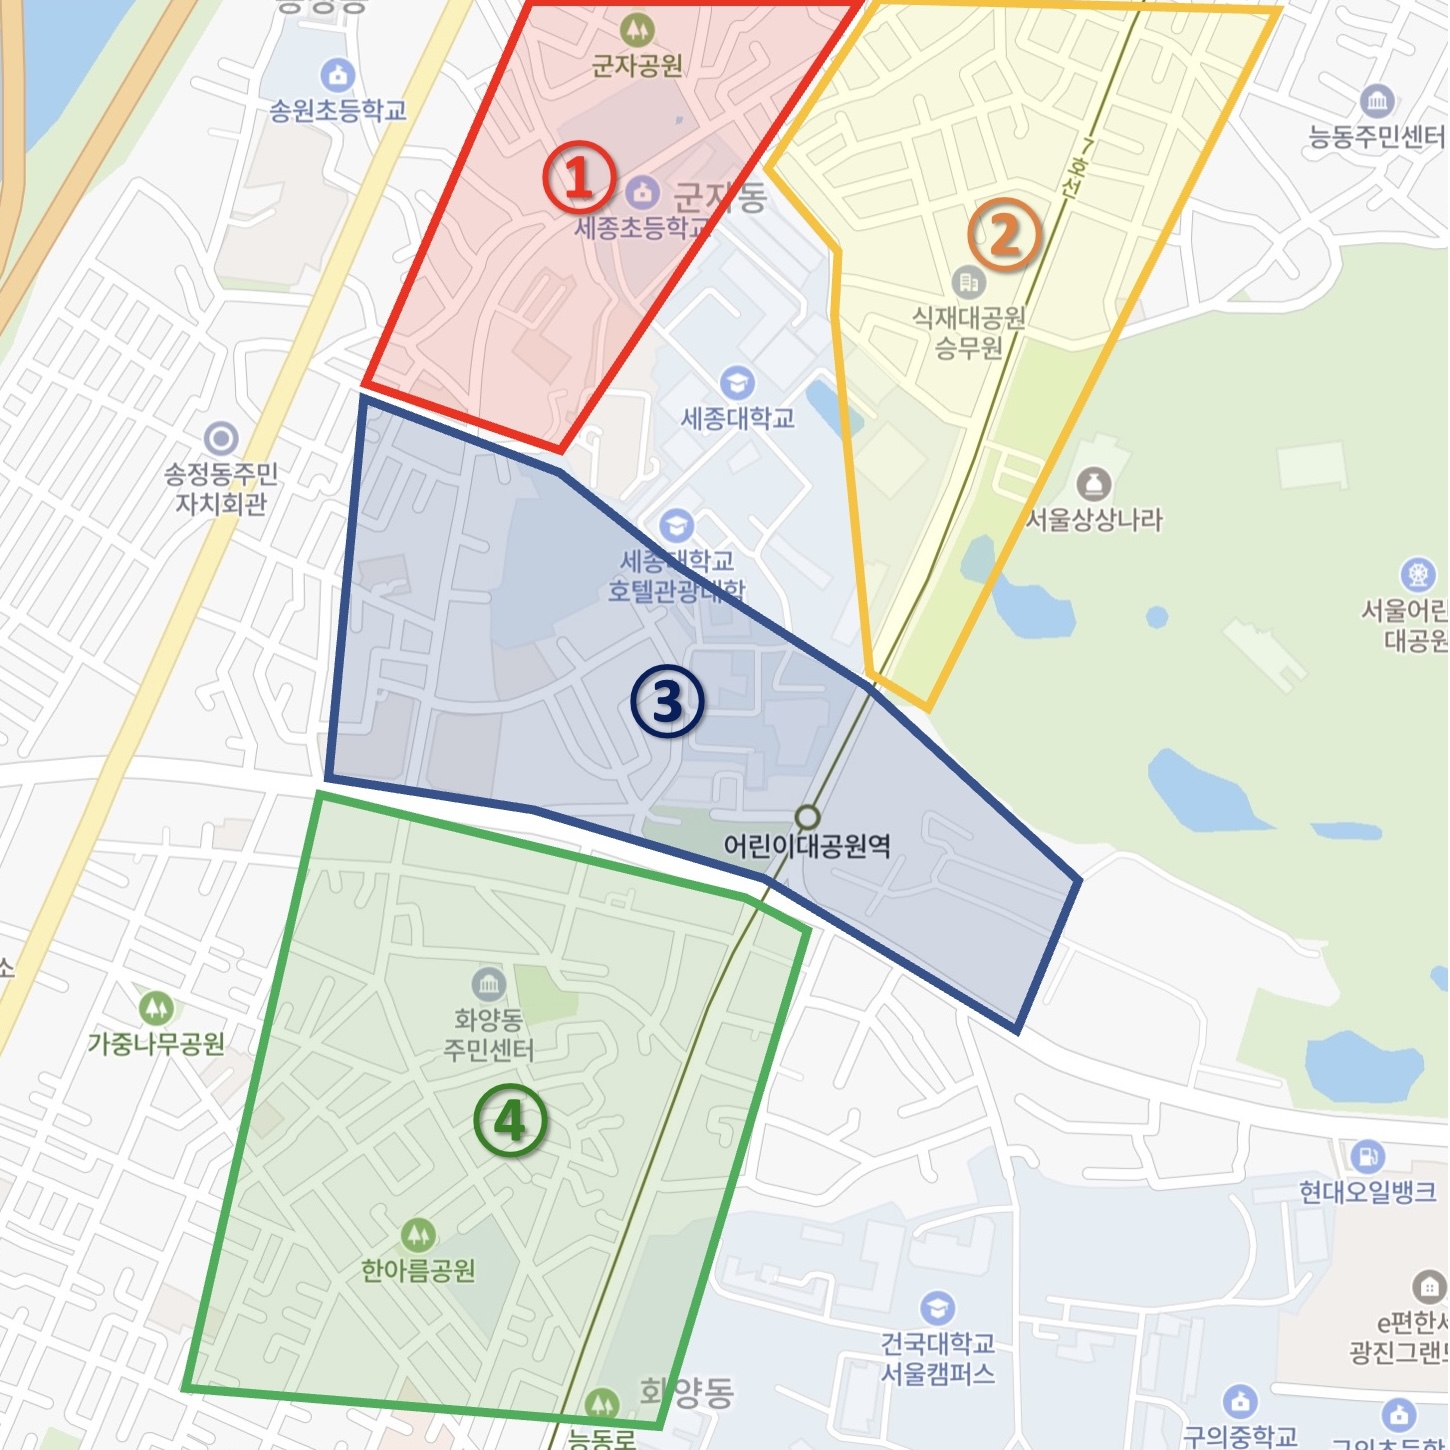 군자공원
송원초등학교
능동주민센터
①
세종초등학교
군자동
7호선
②
식재대공원
승무원
세종대학교
송정동주민
자치회관
서울상상나라
세종대학교
호텔관광대학
서울어린
대공원
③
어린이대공원역
소
가중나무공원
화양동
주민센터
④
한아름공원
현대오일뱅크
건국대학교
서울캠퍼스
e편한세
광진그랜드
화양동
능동로
구의중학교